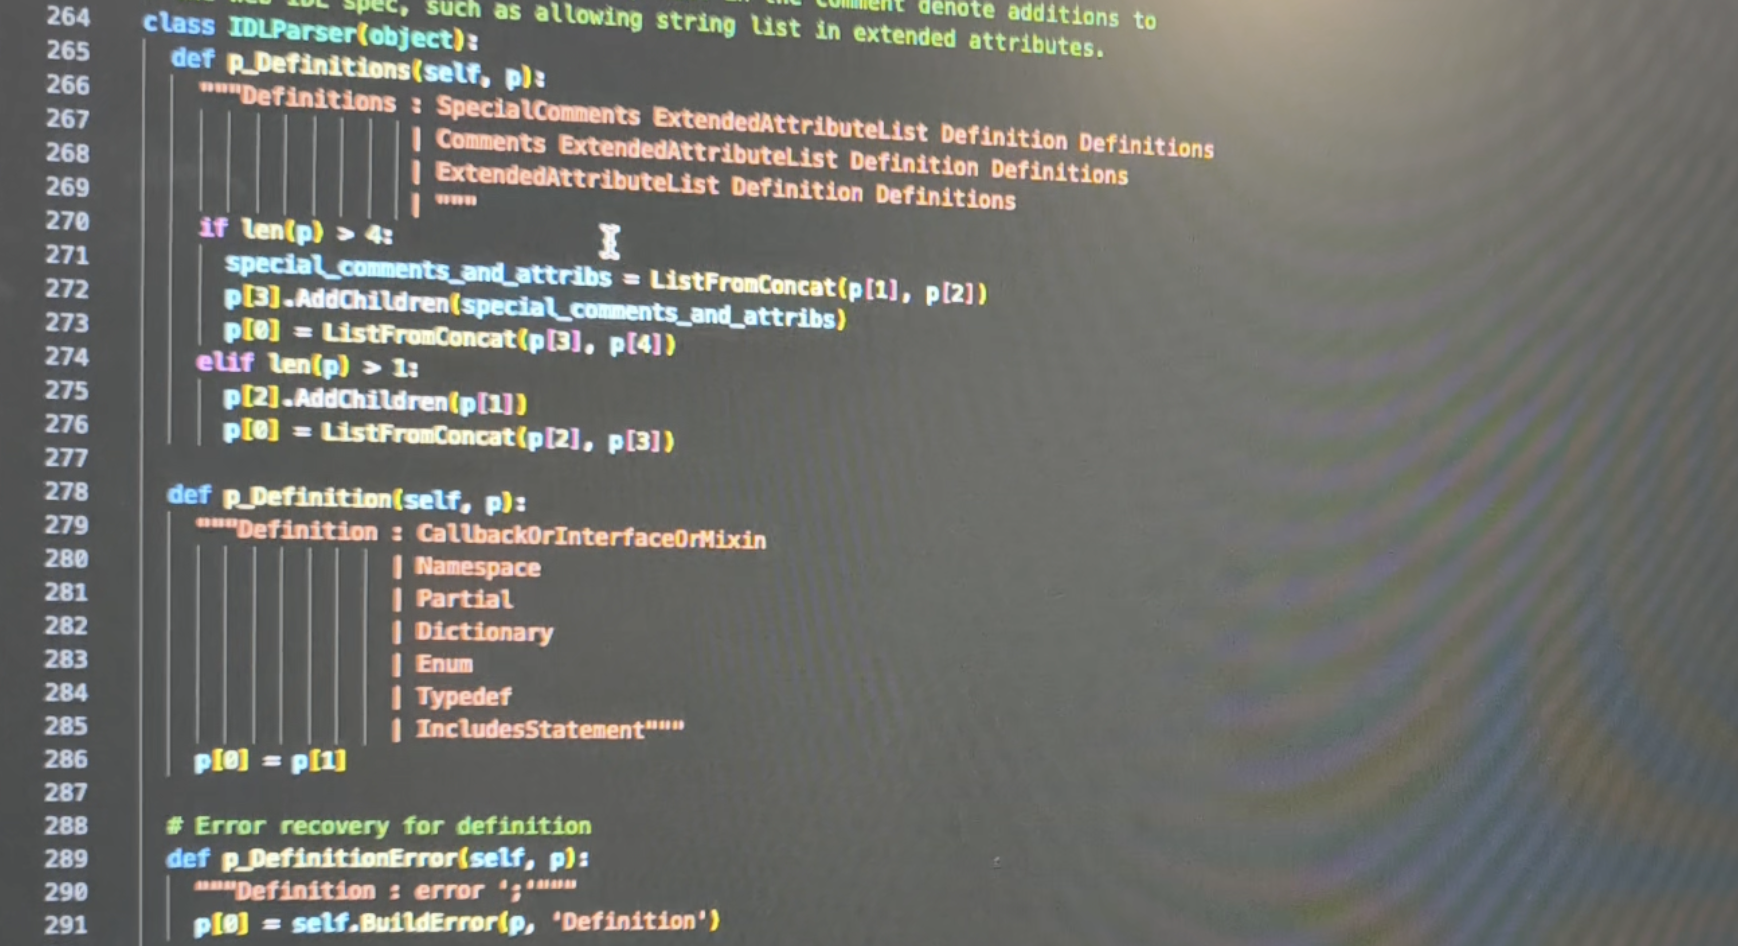 comment denote additions to
IDL spec, such as allowing string list in extended attributes.
264 class IDLParser(object):
265 def p_Definitions(self, p):
266 """Definitions : SpecialComments ExtendedAttributeList Definition Definitions
267 | Comments ExtendedAttributeList Definition Definitions
268 | ExtendedAttributeList Definition Definitions
269 | """
270 if len(p) > 4:
271 special_comments_and_attribs = ListFromConcat(p[1], p[2])
272 p[3].AddChildren(special_comments_and_attribs)
273 p[0] = ListFromConcat(p[3], p[4])
274 elif len(p) > 1:
275 p[2].AddChildren(p[1])
276 p[0] = ListFromConcat(p[2], p[3])
277
278 def p_Definition(self, p):
279 """Definition : CallbackOrInterfaceOrMixin
280 | Namespace
281 | Partial
282 | Dictionary
283 | Enum
284 | Typedef
285 | IncludesStatement"""
286 p[0] = p[1]
287
288 # Error recovery for definition
289 def p_DefinitionError(self, p):
290 """Definition : error ';'"""
291 p[0] = self.BuildError(p, 'Definition')